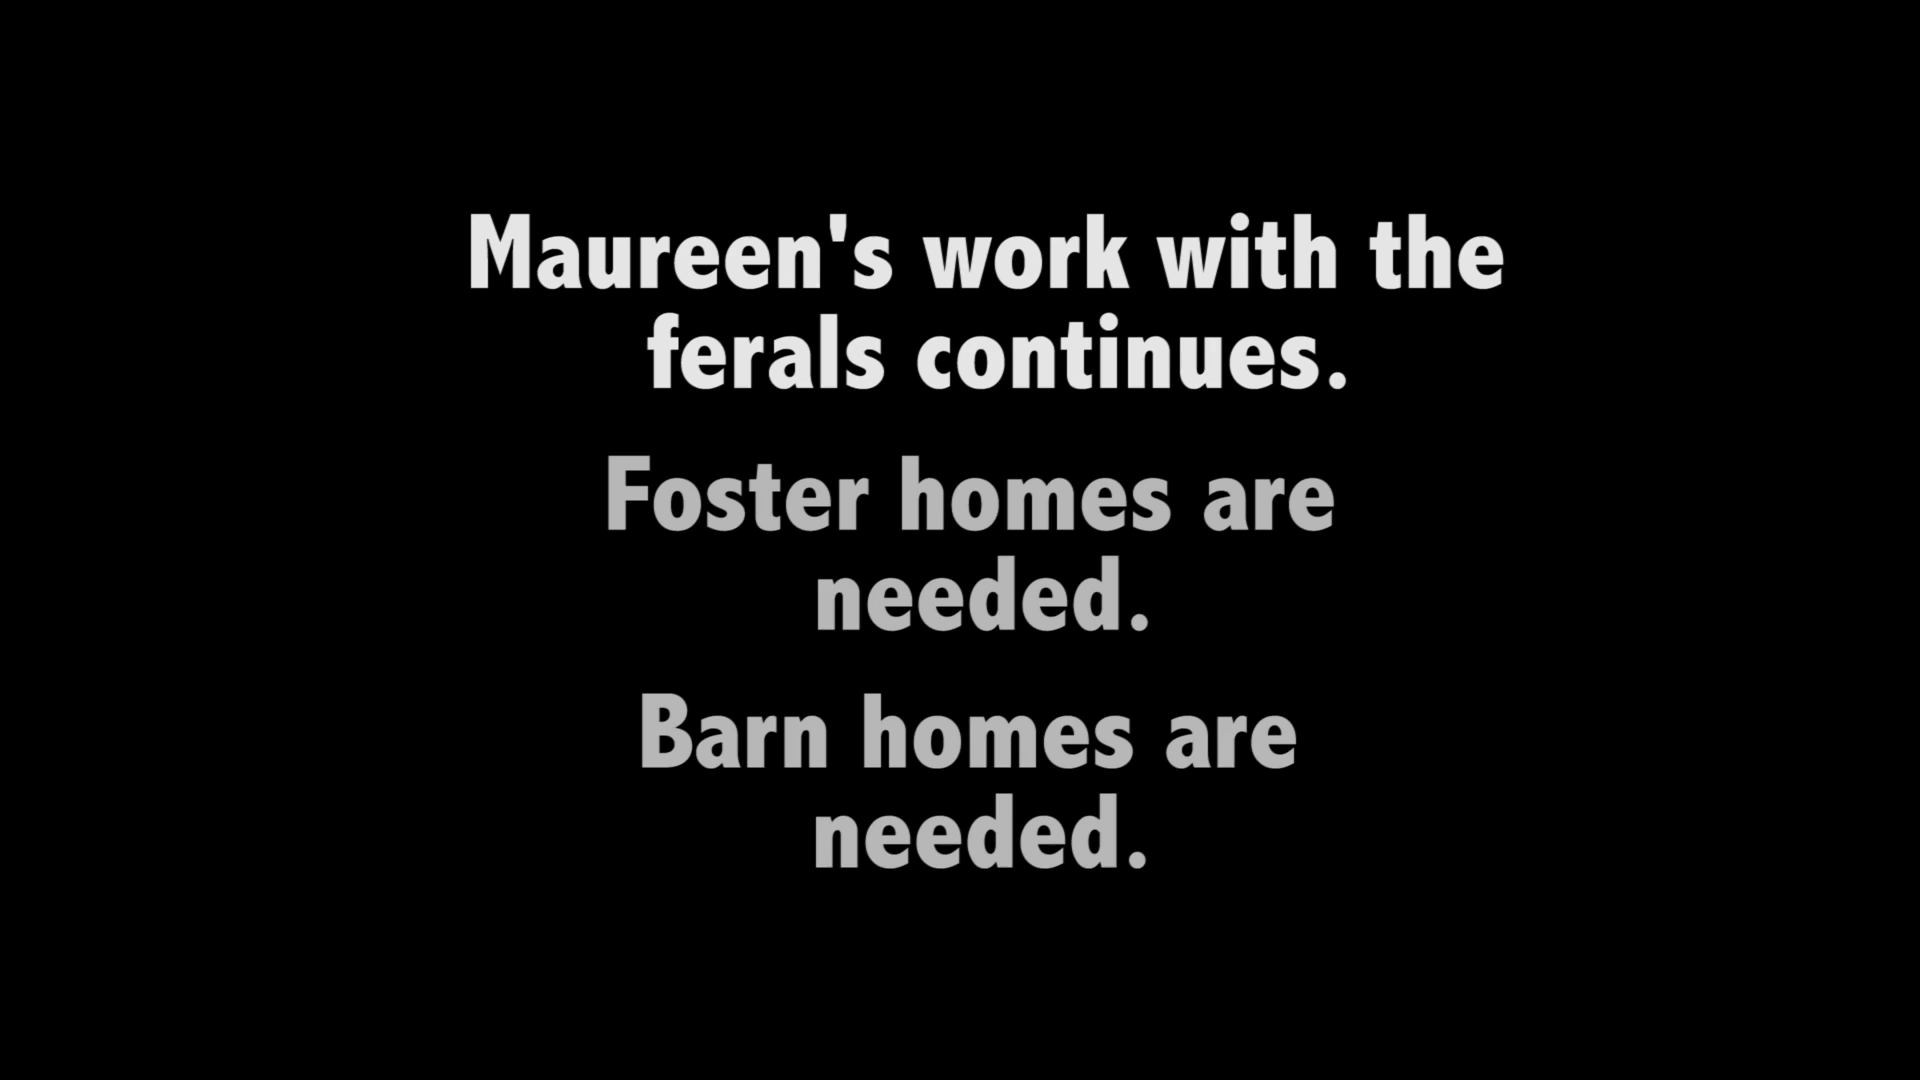 Maureen's work with the
ferals continues.
Foster homes are
needed.
Barn homes are
needed.